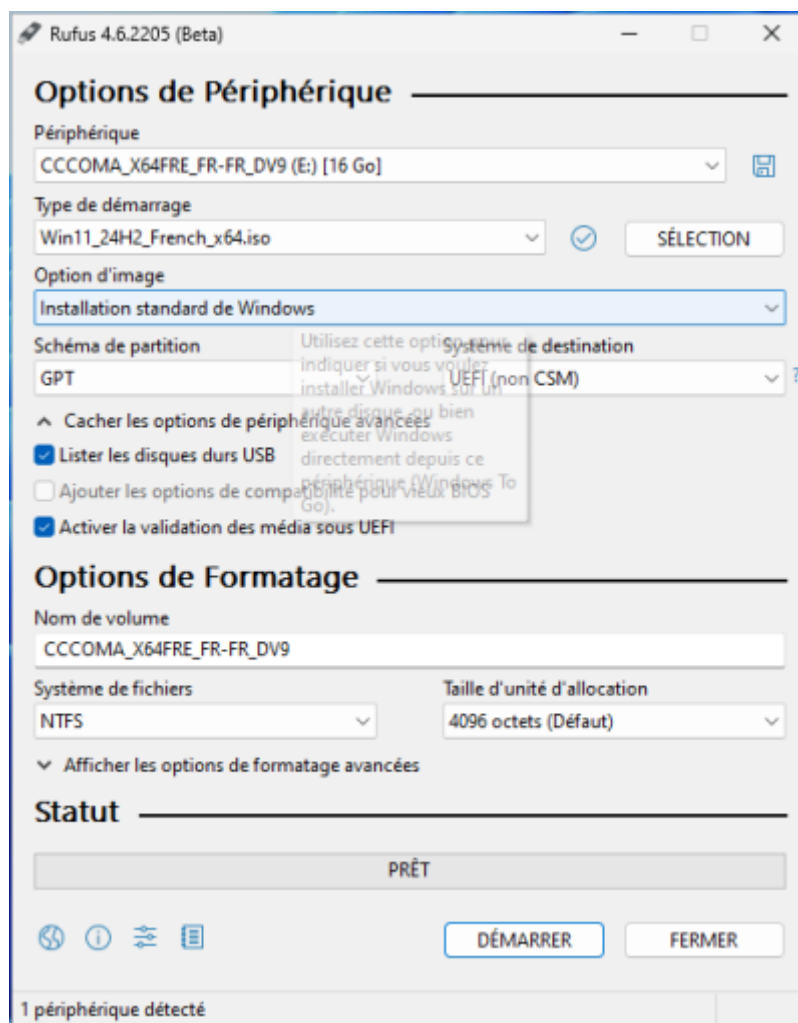 Rufus 4.6.2205 (Beta)
Options de Périphérique
Périphérique
CCCOMA_X64FRE_FR-FR_DV9 (E:) [16 Go]
Type de démarrage
Win11_24H2_French_x64.iso
SÉLECTION
Option d'image
Installation standard de Windows
Schéma de partition
Système de destination
GPT
UEFI (non CSM)
?
Utilisez cette option pour
indiquer si vous voulez
installer Windows sur un
autre disque, ou bien
exécuter Windows
directement depuis ce
périphérique (Windows To
Go).
Cacher les options de périphérique avancées
Lister les disques durs USB
Ajouter les options de compatibilité pour vieux BIOS
Activer la validation des média sous UEFI
Options de Formatage
Nom de volume
CCCOMA_X64FRE_FR-FR_DV9
Système de fichiers
Taille d'unité d'allocation
NTFS
4096 octets (Défaut)
Afficher les options de formatage avancées
Statut
PRÊT
DÉMARRER
FERMER
1 périphérique détecté